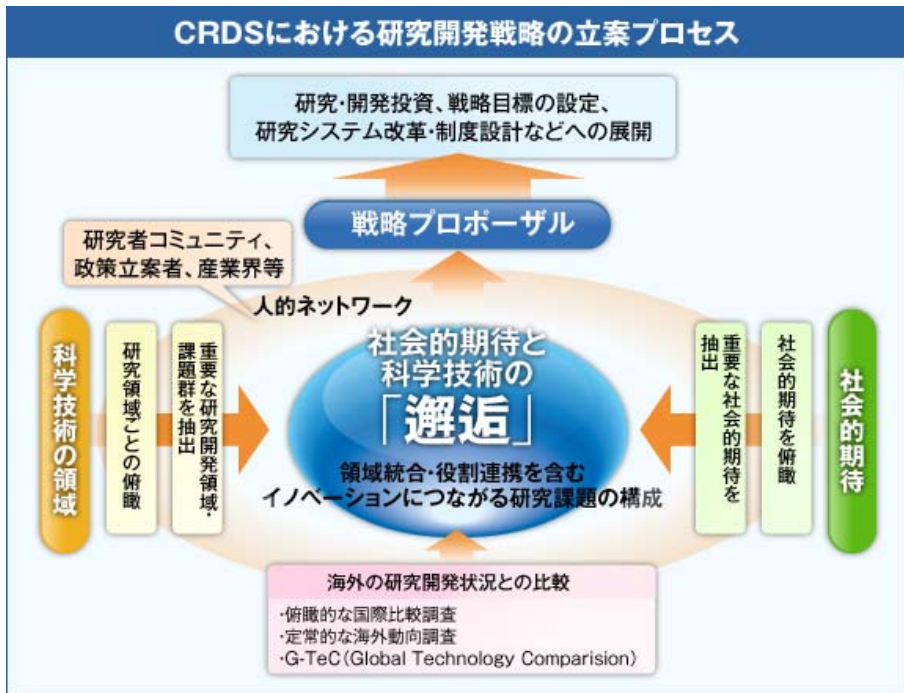 CRDSにおける研究開発戦略の立案プロセス
研究・開発投資、戦略目標の設定、
研究システム改革・制度設計などへの展開
戦略プロポーザル
研究者コミュニティ、
政策立案者、産業界等
人的ネットワーク
科学技術の領域
研究領域ごとの俯瞰
重要な研究開発領域・
課題群を抽出
社会的期待と
科学技術の
「邂逅」
領域統合・役割連携を含む
イノベーションにつながる研究課題の構成
重要な社会的期待を
抽出
社会的期待を俯瞰
社会的期待
海外の研究開発状況との比較
・俯瞰的な国際比較調査
・定常的な海外動向調査
・G-TeC(Global Technology Comparision)